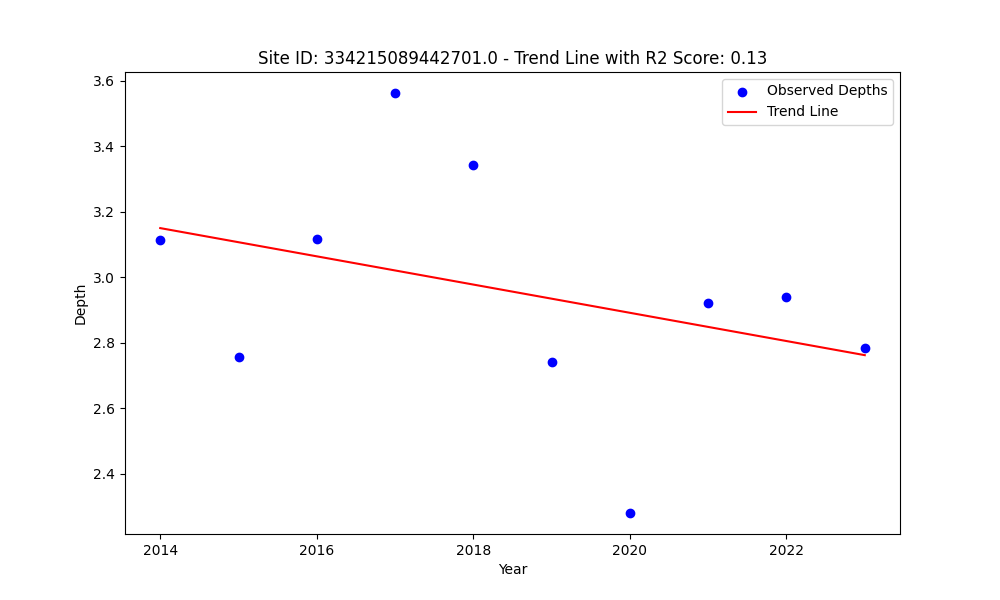 Site ID: 334215089442701.0 - Trend Line with R2 Score: 0.13
Observed Depths
Trend Line
3.6
3.4
3.2
3.0
2.8
2.6
2.4
Depth
2014
2016
2018
2020
2022
Year